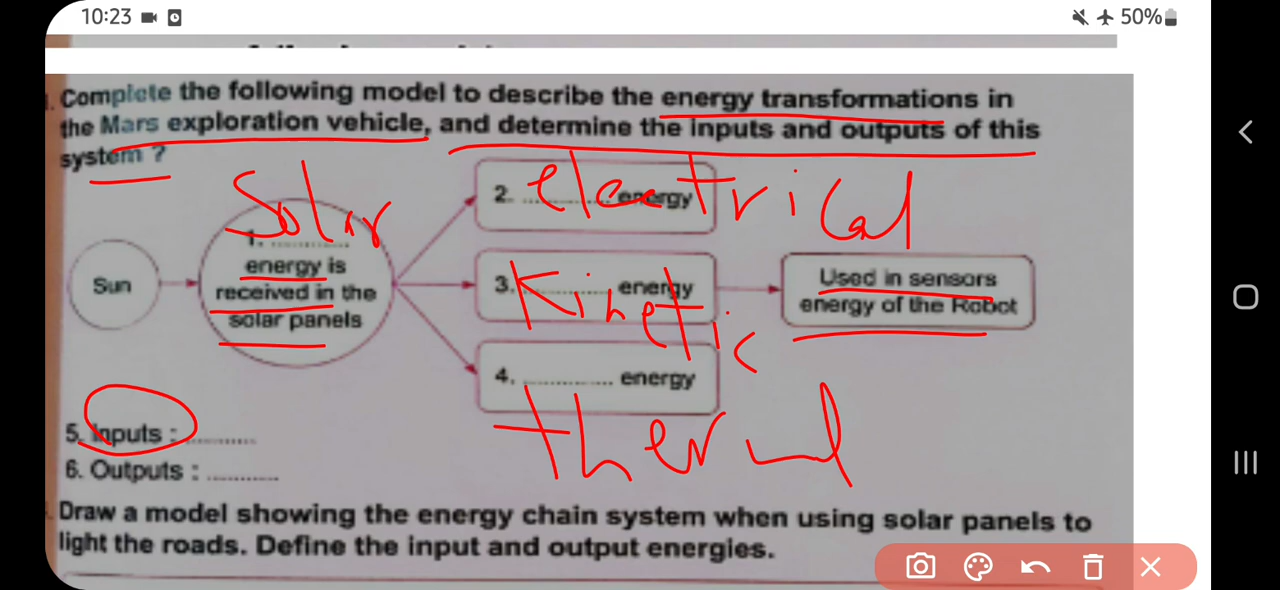 10:23
50%
. Complete the following model to describe the energy transformations in
the Mars exploration vehicle, and determine the inputs and outputs of this
system ?
Sun
Solar
1. ............
energy is
received in the
solar panels
2. ............ energy
electrical
3. ............ energy
Kinetic
4. ............ energy
thermal
Used in sensors
energy of the Robot
5. Inputs : ..........
6. Outputs : ..........
Draw a model showing the energy chain system when using solar panels to
light the roads. Define the input and output energies.